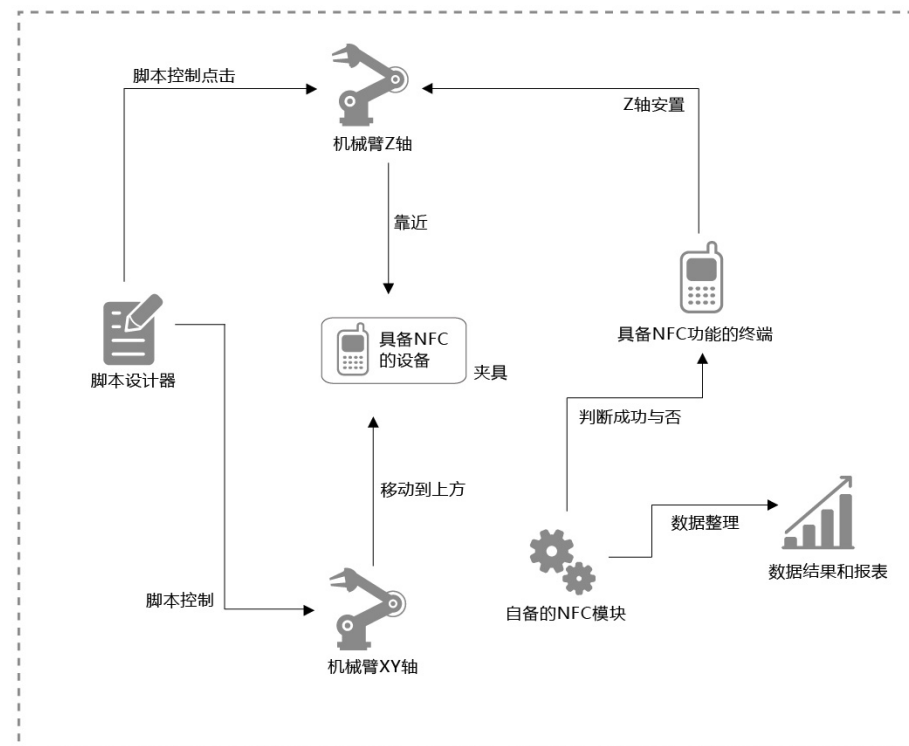 脚本控制点击
Z轴安置
机械臂Z轴
靠近
具备NFC
的设备
夹具
具备NFC功能的终端
脚本设计器
判断成功与否
移动到上方
数据整理
数据结果和报表
脚本控制
自备的NFC模块
机械臂XY轴